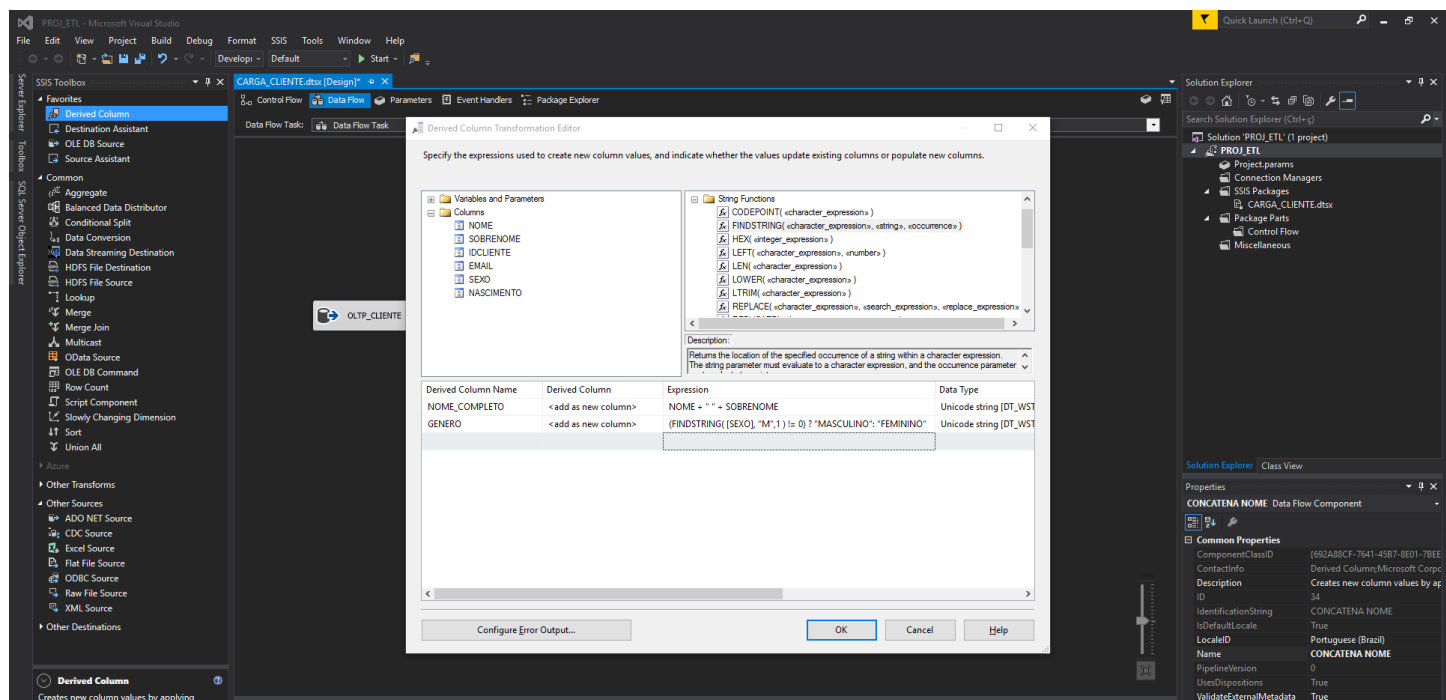 PROJ_ETL - Microsoft Visual Studio
Quick Launch (Ctrl+Q)
File Edit View Project Build Debug Format SSIS Tools Window Help
Developı Default Start
Server Explorer
Toolbox
SQL Server Object Explorer
SSIS Toolbox
Favorites
Derived Column
Destination Assistant
OLE DB Source
Source Assistant
Common
Aggregate
Balanced Data Distributor
Conditional Split
Data Conversion
Data Streaming Destination
HDFS File Destination
HDFS File Source
Lookup
Merge
Merge Join
Multicast
OData Source
OLE DB Command
Row Count
Script Component
Slowly Changing Dimension
Sort
Union All
Azure
Other Transforms
Other Sources
ADO NET Source
CDC Source
Excel Source
Flat File Source
ODBC Source
Raw File Source
XML Source
Other Destinations
Derived Column
Creates new column values by applying
CARGA_CLIENTE.dtsx [Design]*
Control Flow Data Flow Parameters Event Handlers Package Explorer
Data Flow Task: Data Flow Task
OLTP_CLIENTE
Derived Column Transformation Editor
Specify the expressions used to create new column values, and indicate whether the values update existing columns or populate new columns.
Variables and Parameters
Columns
NOME
SOBRENOME
IDCLIENTE
EMAIL
SEXO
NASCIMENTO
String Functions
CODEPOINT( «character_expression» )
FINDSTRING( «character_expression», «string», «occurrence» )
HEX( «integer_expression» )
LEFT( «character_expression», «number» )
LEN( «character_expression» )
LOWER( «character_expression» )
LTRIM( «character_expression» )
REPLACE( «character_expression», «search_expression», «replace_expression»
Description:
Returns the location of the specified occurrence of a string within a character expression.
The string parameter must evaluate to a character expression, and the occurrence parameter
Derived Column Name Derived Column Expression Data Type
NOME_COMPLETO <add as new column> NOME + " " + SOBRENOME Unicode string [DT_WST
GENERO <add as new column> (FINDSTRING( [SEXO], "M",1 ) != 0) ? "MASCULINO": "FEMININO" Unicode string [DT_WST
Configure Error Output... OK Cancel Help
Solution Explorer
Search Solution Explorer (Ctrl+ç)
Solution 'PROJ_ETL' (1 project)
PROJ_ETL
Project.params
Connection Managers
SSIS Packages
CARGA_CLIENTE.dtsx
Package Parts
Control Flow
Miscellaneous
Solution Explorer Class View
Properties
CONCATENA NOME Data Flow Component
Common Properties
ComponentClassID {692A88CF-7641-45B7-8E01-7BEE
ContactInfo Derived Column;Microsoft Corpc
Description Creates new column values by ap
ID 34
IdentificationString CONCATENA NOME
IsDefaultLocale True
LocaleID Portuguese (Brazil)
Name CONCATENA NOME
PipelineVersion 0
UsesDispositions True
ValidateExternalMetadata True